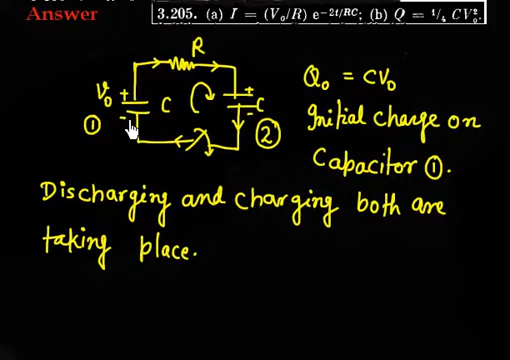 Answer
3.205. (a) I = (V₀/R) e^-2t/RC; (b) Q = 1/4 CV₀².
R
V₀ + - C
+ - C
① ②
Q₀ = CV₀
Initial charge on
Capacitor ①.
Discharging and charging both are
taking place.